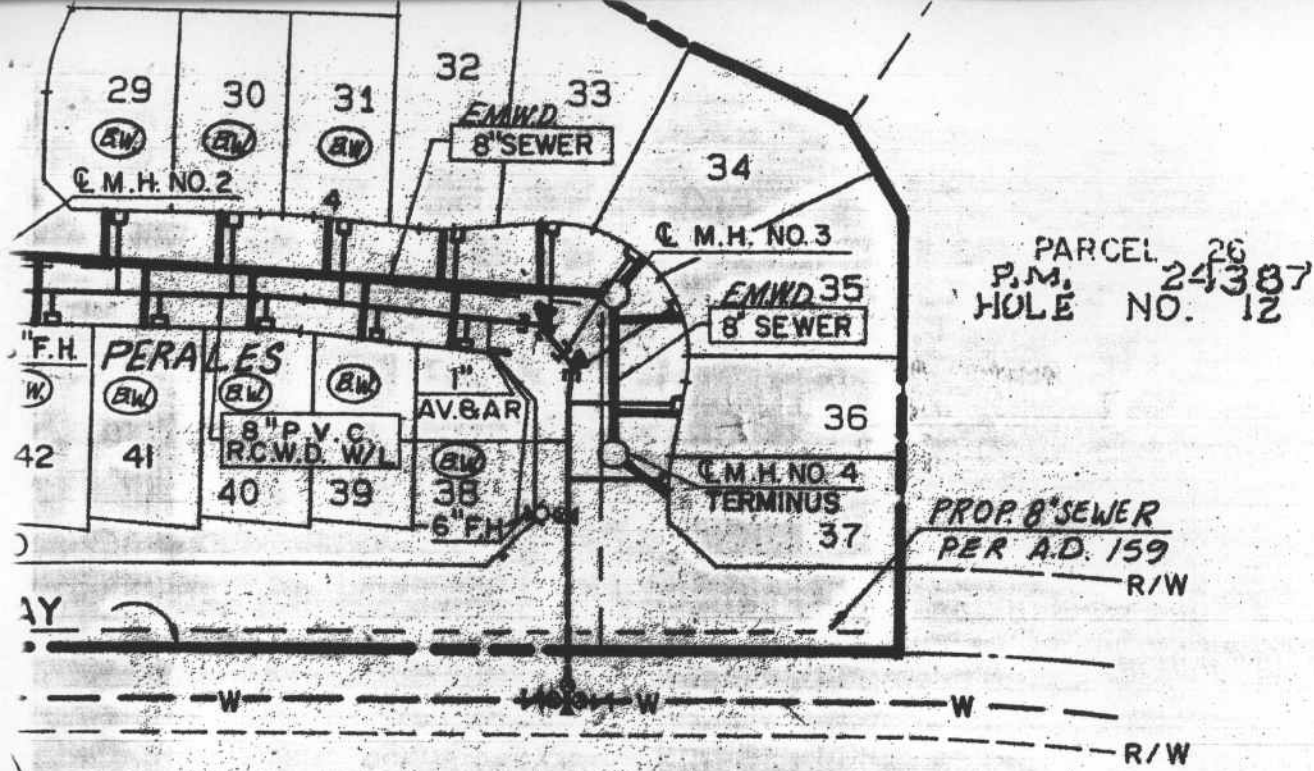 29
30
31
32
33
34
35
36
37
38
39
40
41
42
B.W.
B.W.
B.W.
E.M.W.D.
8" SEWER
℄ M.H. NO. 2
4
℄ M.H. NO. 3
E.M.W.D.
8" SEWER
PARCEL 26
P.M. 24387
HOLE NO. 12
"F.H.
W.
PERALES
B.W.
B.W.
B.W.
1"
AV. & AR
8" P.V.C.
R.C.W.D. W/L
B.W.
6" F.H.
℄ M.H. NO. 4
TERMINUS
PROP. 8" SEWER
PER A.D. 159
R/W
AY
W
W
W
R/W